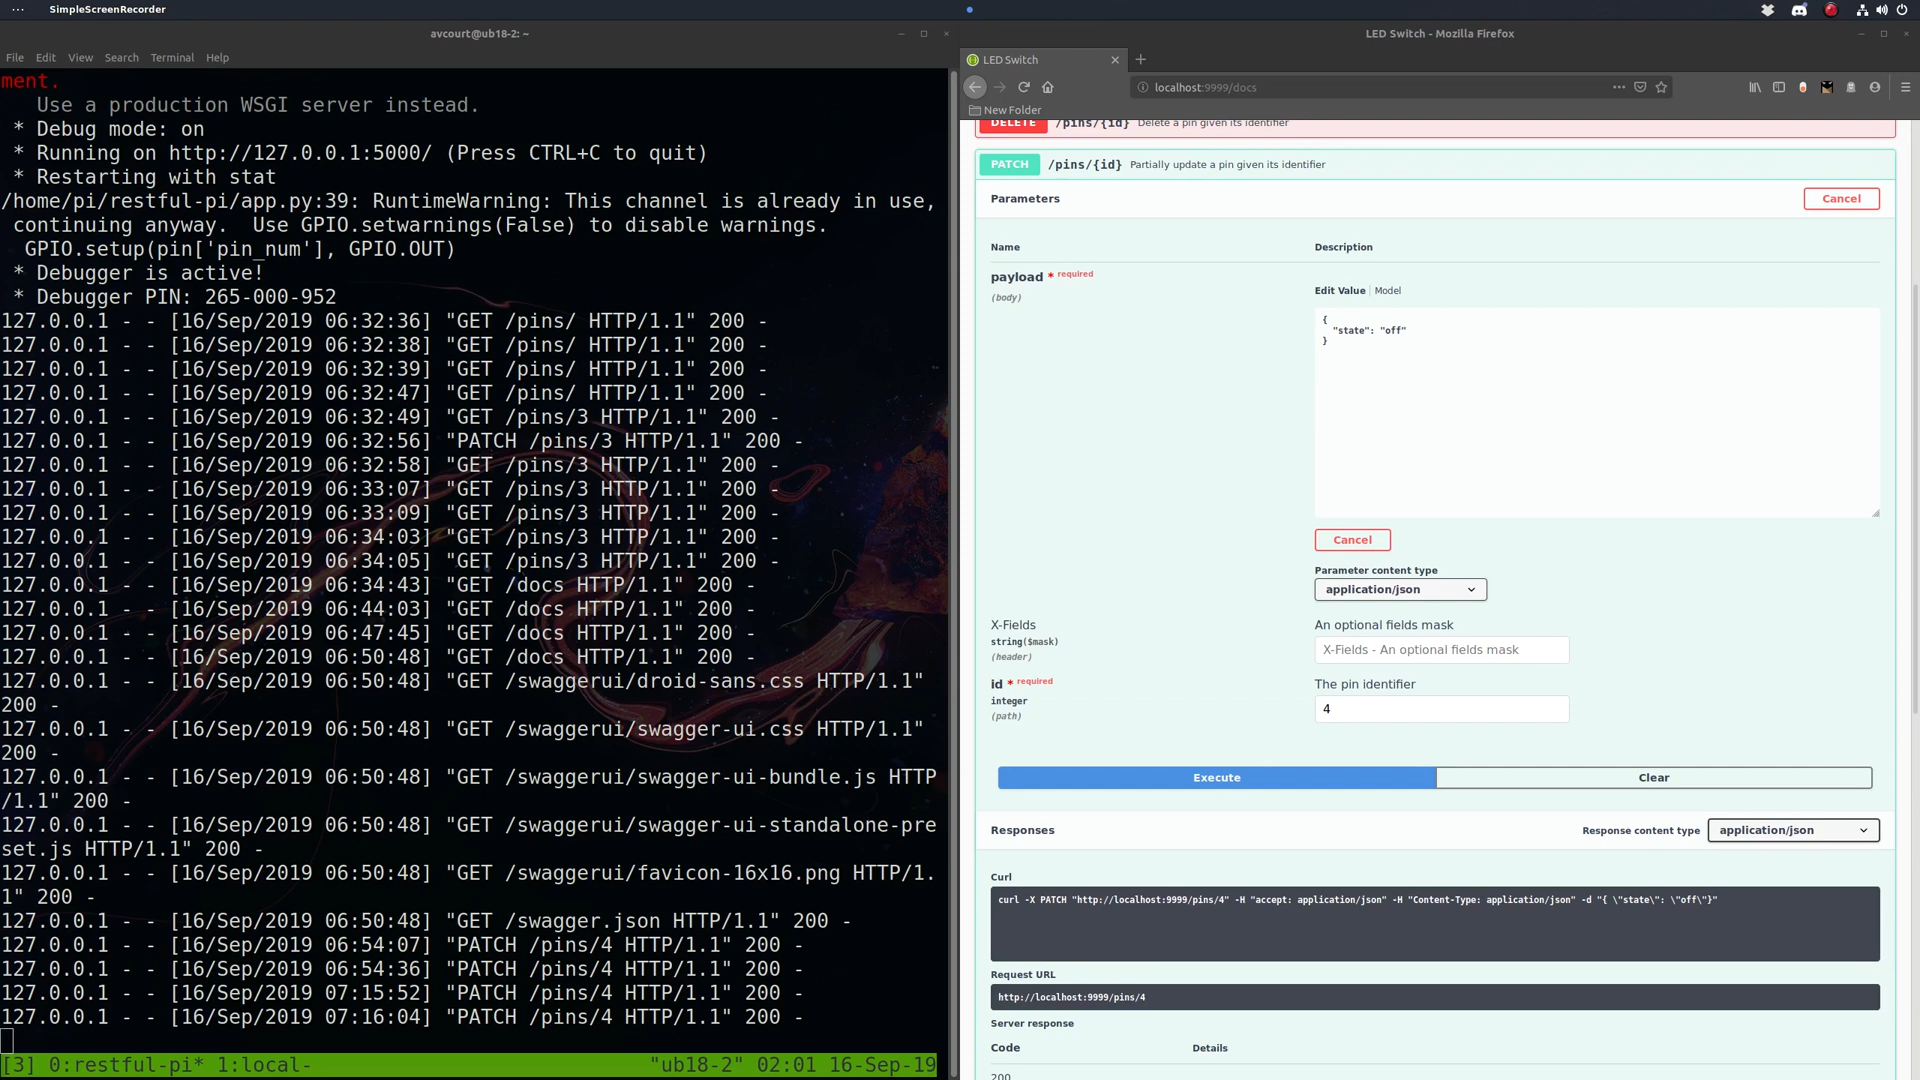 SimpleScreenRecorder
avcourt@ub18-2: ~
File Edit View Search Terminal Help
ment.
Use a production WSGI server instead.
* Debug mode: on
* Running on http://127.0.0.1:5000/ (Press CTRL+C to quit)
* Restarting with stat
/home/pi/restful-pi/app.py:39: RuntimeWarning: This channel is already in use,
continuing anyway.  Use GPIO.setwarnings(False) to disable warnings.
GPIO.setup(pin['pin_num'], GPIO.OUT)
* Debugger is active!
* Debugger PIN: 265-000-952
127.0.0.1 - - [16/Sep/2019 06:32:36] "GET /pins/ HTTP/1.1" 200 -
127.0.0.1 - - [16/Sep/2019 06:32:38] "GET /pins/ HTTP/1.1" 200 -
127.0.0.1 - - [16/Sep/2019 06:32:39] "GET /pins/ HTTP/1.1" 200 -
127.0.0.1 - - [16/Sep/2019 06:32:47] "GET /pins/ HTTP/1.1" 200 -
127.0.0.1 - - [16/Sep/2019 06:32:49] "GET /pins/3 HTTP/1.1" 200 -
127.0.0.1 - - [16/Sep/2019 06:32:56] "PATCH /pins/3 HTTP/1.1" 200 -
127.0.0.1 - - [16/Sep/2019 06:32:58] "GET /pins/3 HTTP/1.1" 200 -
127.0.0.1 - - [16/Sep/2019 06:33:07] "GET /pins/3 HTTP/1.1" 200 -
127.0.0.1 - - [16/Sep/2019 06:33:09] "GET /pins/3 HTTP/1.1" 200 -
127.0.0.1 - - [16/Sep/2019 06:34:03] "GET /pins/3 HTTP/1.1" 200 -
127.0.0.1 - - [16/Sep/2019 06:34:05] "GET /pins/3 HTTP/1.1" 200 -
127.0.0.1 - - [16/Sep/2019 06:34:43] "GET /docs HTTP/1.1" 200 -
127.0.0.1 - - [16/Sep/2019 06:44:03] "GET /docs HTTP/1.1" 200 -
127.0.0.1 - - [16/Sep/2019 06:47:45] "GET /docs HTTP/1.1" 200 -
127.0.0.1 - - [16/Sep/2019 06:50:48] "GET /docs HTTP/1.1" 200 -
127.0.0.1 - - [16/Sep/2019 06:50:48] "GET /swaggerui/droid-sans.css HTTP/1.1"
200 -
127.0.0.1 - - [16/Sep/2019 06:50:48] "GET /swaggerui/swagger-ui.css HTTP/1.1"
200 -
127.0.0.1 - - [16/Sep/2019 06:50:48] "GET /swaggerui/swagger-ui-bundle.js HTTP
/1.1" 200 -
127.0.0.1 - - [16/Sep/2019 06:50:48] "GET /swaggerui/swagger-ui-standalone-pre
set.js HTTP/1.1" 200 -
127.0.0.1 - - [16/Sep/2019 06:50:48] "GET /swaggerui/favicon-16x16.png HTTP/1.
1" 200 -
127.0.0.1 - - [16/Sep/2019 06:50:48] "GET /swagger.json HTTP/1.1" 200 -
127.0.0.1 - - [16/Sep/2019 06:54:07] "PATCH /pins/4 HTTP/1.1" 200 -
127.0.0.1 - - [16/Sep/2019 06:54:36] "PATCH /pins/4 HTTP/1.1" 200 -
127.0.0.1 - - [16/Sep/2019 07:15:52] "PATCH /pins/4 HTTP/1.1" 200 -
127.0.0.1 - - [16/Sep/2019 07:16:04] "PATCH /pins/4 HTTP/1.1" 200 -
[3] 0:restful-pi* 1:local- "ub18-2" 02:01 16-Sep-19
LED Switch - Mozilla Firefox
LED Switch
localhost:9999/docs
New Folder
DELETE /pins/{id} Delete a pin given its identifier
PATCH /pins/{id} Partially update a pin given its identifier
Parameters Cancel
Name Description
payload * required
(body)
Edit Value Model
{
"state": "off"
}
Cancel
Parameter content type
application/json
X-Fields An optional fields mask
string($mask)
(header)
X-Fields - An optional fields mask
id * required The pin identifier
integer
(path)
4
Execute Clear
Responses Response content type application/json
Curl
curl -X PATCH "http://localhost:9999/pins/4" -H "accept: application/json" -H "Content-Type: application/json" -d "{ \"state\": \"off\"}"
Request URL
http://localhost:9999/pins/4
Server response
Code Details
200